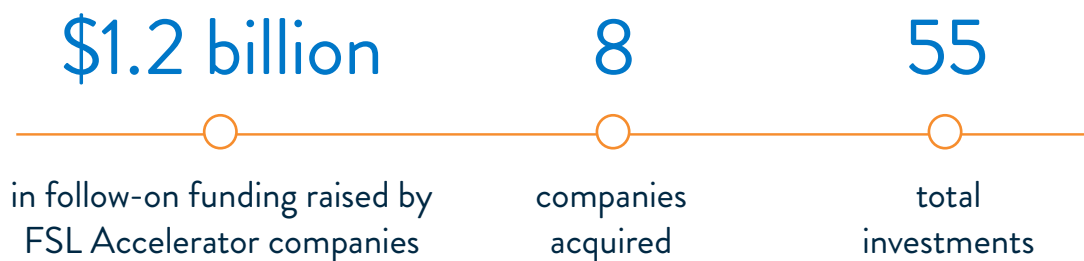 $1.2 billion
in follow-on funding raised by
FSL Accelerator companies
8
companies
acquired
55
total
investments